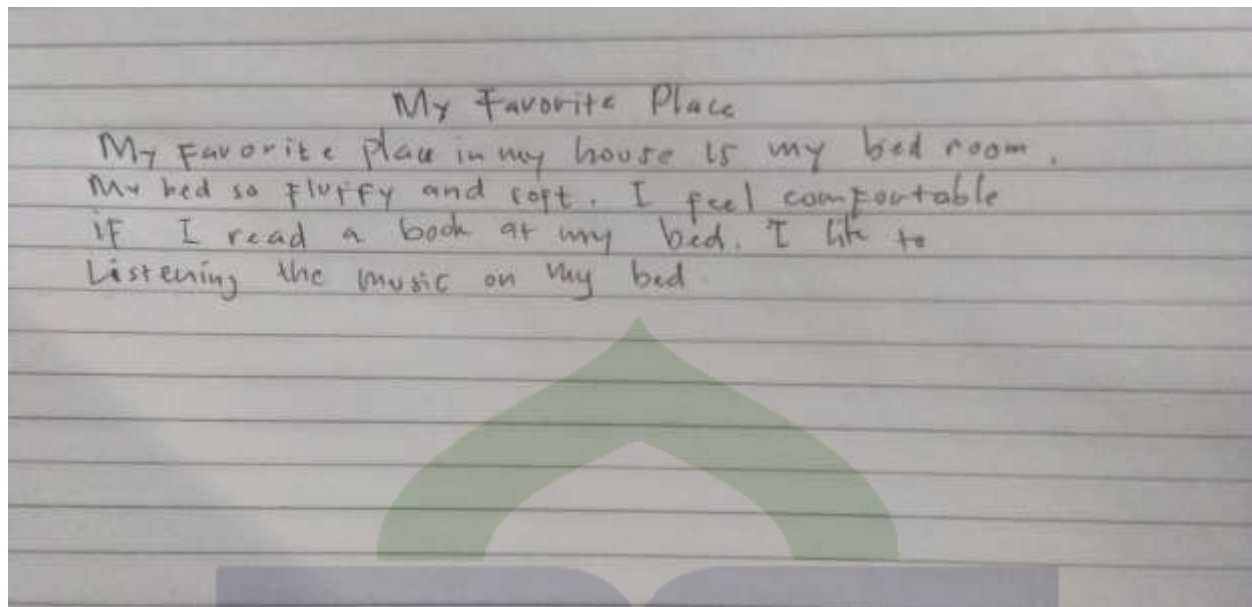 My Favorite Place
My Favorite place in my house is my bed room.
My bed so fluffy and soft. I feel comfortable
if I read a book at my bed. I like to
Listening the music on my bed